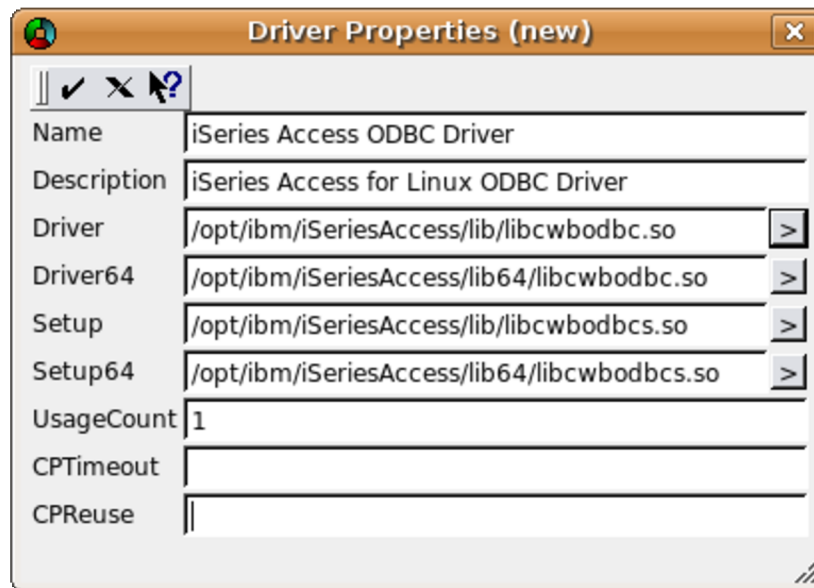 Driver Properties (new)
Name iSeries Access ODBC Driver
Description iSeries Access for Linux ODBC Driver
Driver /opt/ibm/iSeriesAccess/lib/libcwbodbc.so >
Driver64 /opt/ibm/iSeriesAccess/lib64/libcwbodbc.so >
Setup /opt/ibm/iSeriesAccess/lib/libcwbodbcs.so >
Setup64 /opt/ibm/iSeriesAccess/lib64/libcwbodbcs.so >
UsageCount 1
CPTimeout
CPReuse